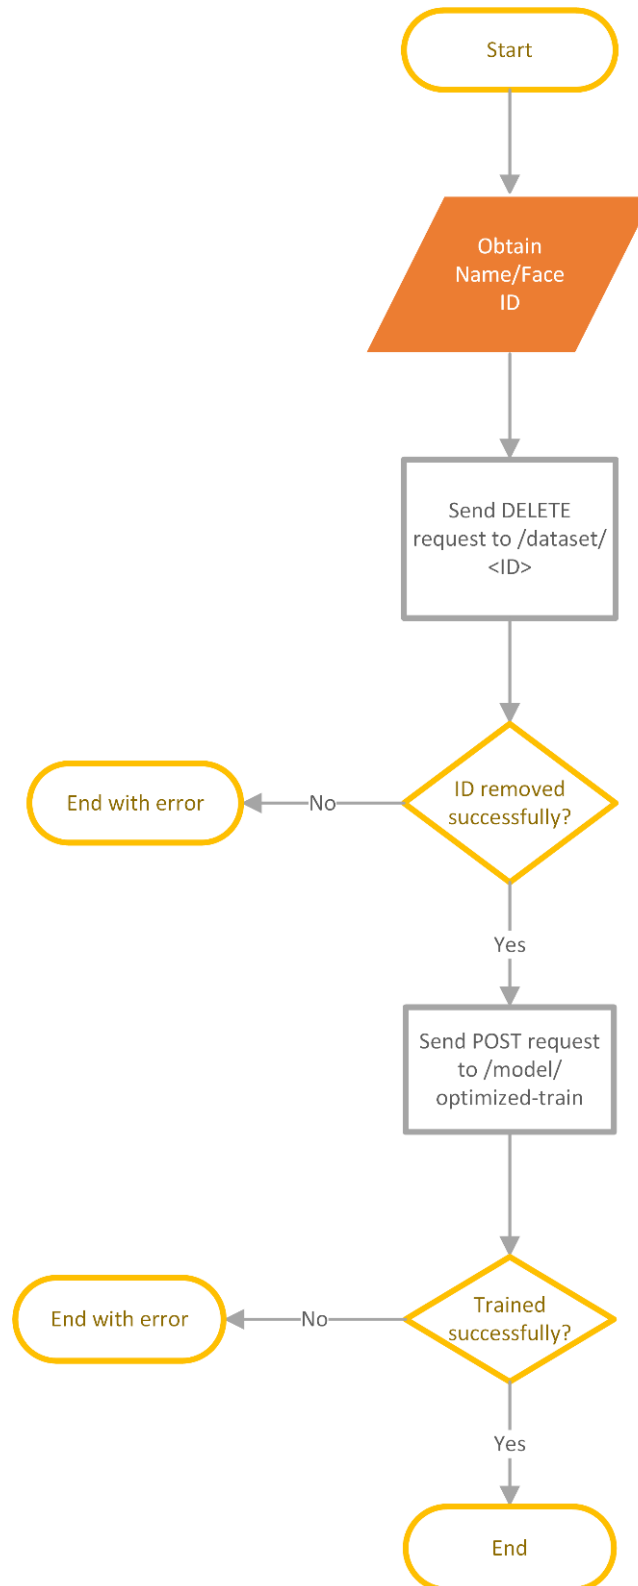 Start
Obtain
Name/Face
ID
Send DELETE
request to /dataset/
<ID>
ID removed
successfully?
No
End with error
Yes
Send POST request
to /model/
optimized-train
Trained
successfully?
No
End with error
Yes
End